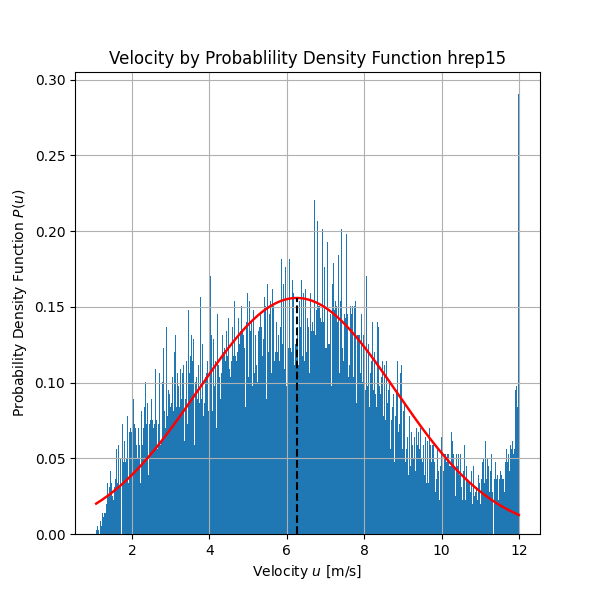 Velocity by Probablility Density Function hrep15
0.30
0.25
0.20
0.15
0.10
0.05
0.00
Probability Density Function P(u)
2 4 6 8 10 12
Velocity u [m/s]